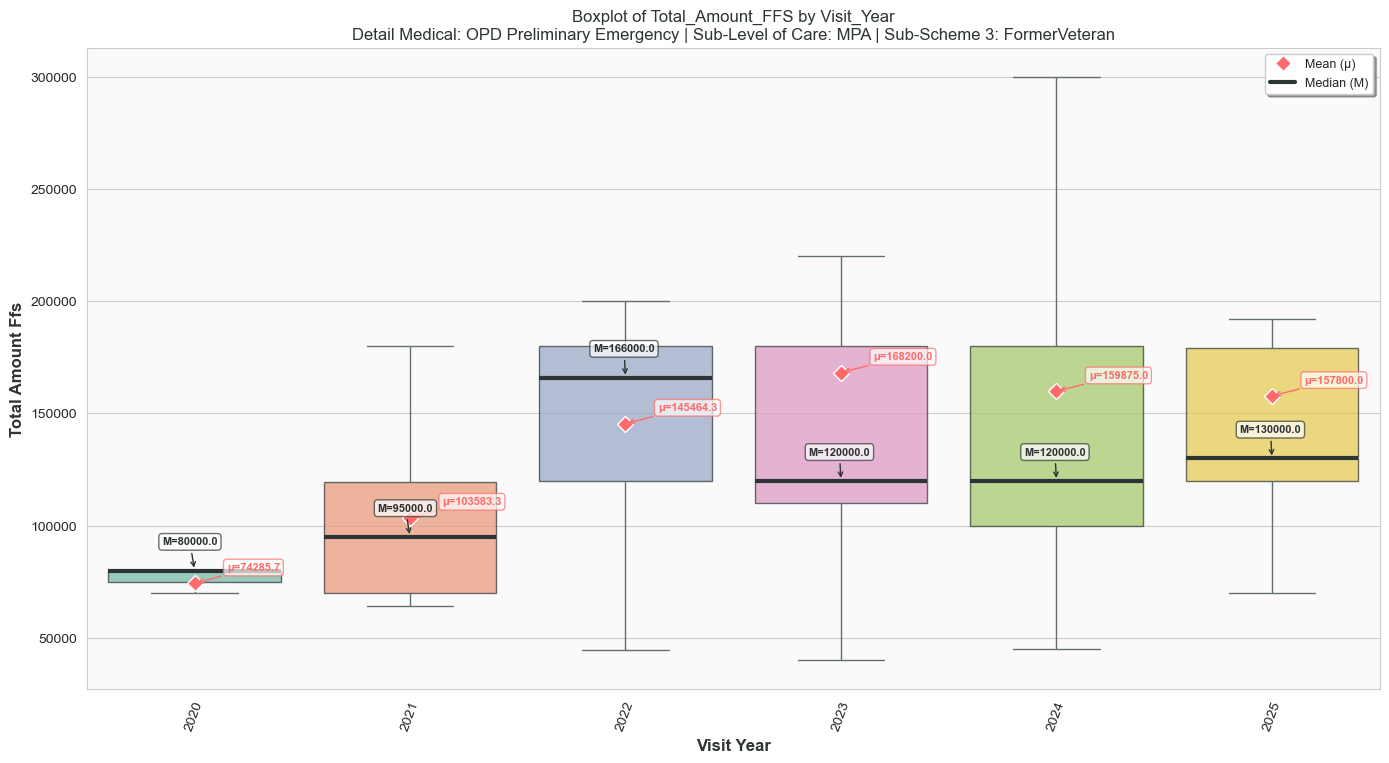 Boxplot of Total_Amount_FFS by Visit_Year
Detail Medical: OPD Preliminary Emergency | Sub-Level of Care: MPA | Sub-Scheme 3: FormerVeteran
Mean (μ)
Median (M)
Total Amount Ffs
300000
250000
200000
150000
100000
50000
M=80000.0
μ=74285.7
M=95000.0
μ=103583.3
M=166000.0
μ=145464.3
μ=168200.0
M=120000.0
μ=159875.0
M=120000.0
μ=157800.0
M=130000.0
2020
2021
2022
2023
2024
2025
Visit Year